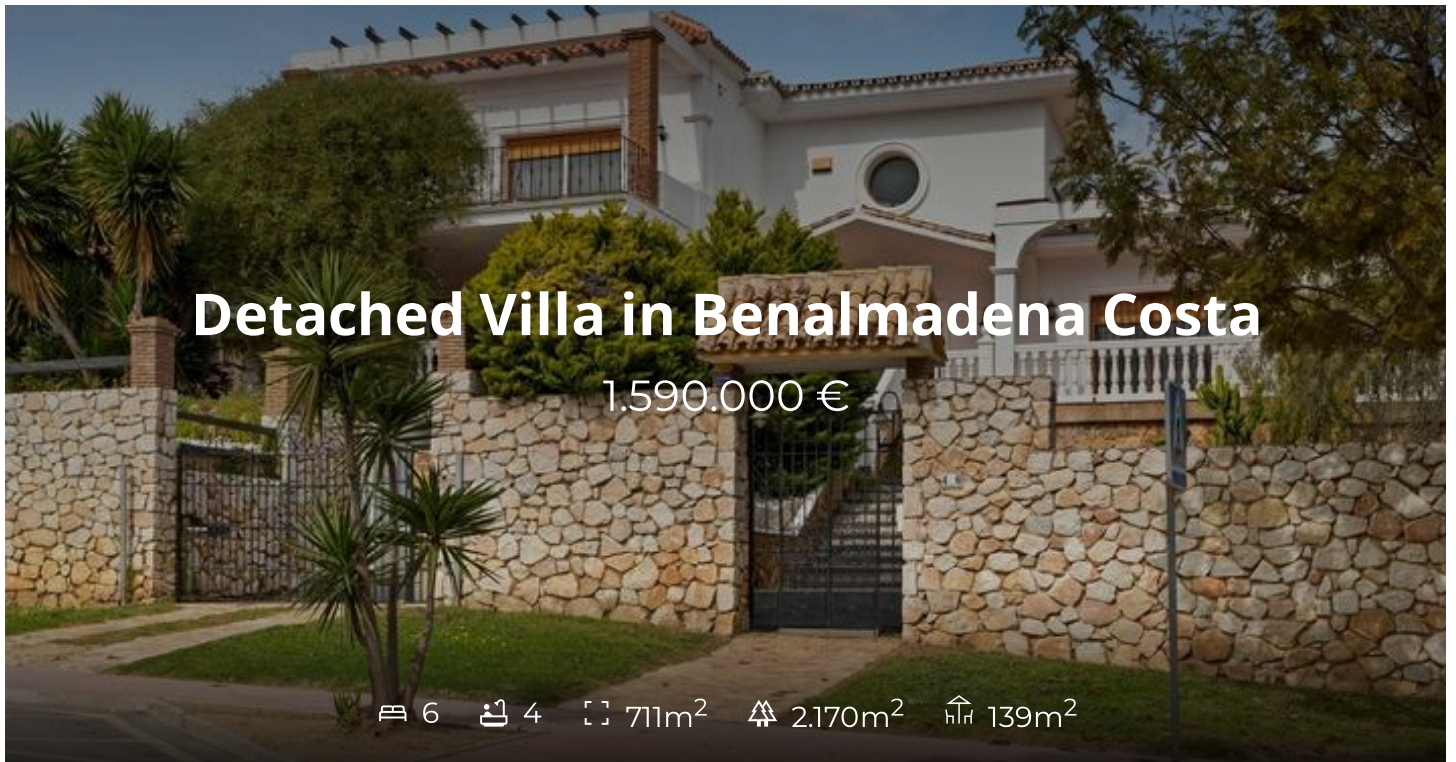 Detached Villa in Benalmadena Costa
1.590.000 €
6 4 711m² 2.170m² 139m²